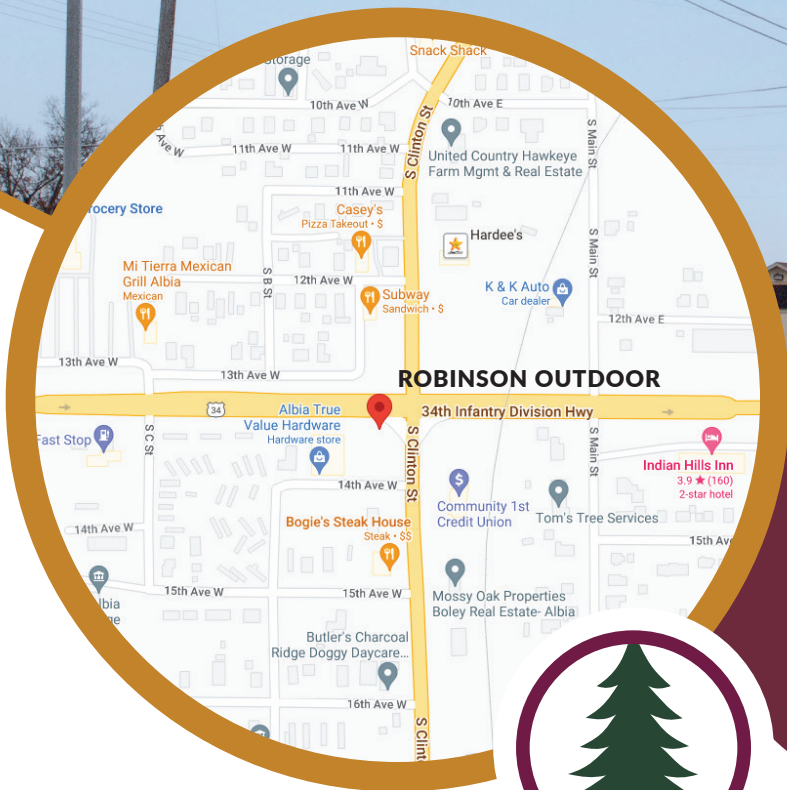 Snack Shack
Storage
10th Ave W
10th Ave E
S Clinton St
S Main St
Ave W
11th Ave W
11th Ave W
United Country Hawkeye
Farm Mgmt & Real Estate
11th Ave W
Casey's
Pizza Takeout • $
Grocery Store
Hardee's
S Main St
Mi Tierra Mexican
Grill Albia
Mexican
S B St
12th Ave W
K & K Auto
Car dealer
Subway
Sandwich • $
12th Ave E
13th Ave W
13th Ave W
ROBINSON OUTDOOR
34
Albia True
Value Hardware
Hardware store
34th Infantry Division Hwy
Fast Stop
S C St
S Clinton St
S Main St
Indian Hills Inn
3.9 ★ (160)
2-star hotel
14th Ave W
Community 1st
Credit Union
Tom's Tree Services
14th Ave W
Bogie's Steak House
Steak • $$
15th Ave
lbia
ge
15th Ave W
15th Ave W
Mossy Oak Properties
Boley Real Estate- Albia
Butler's Charcoal
Ridge Doggy Daycare...
16th Ave W
S Clint